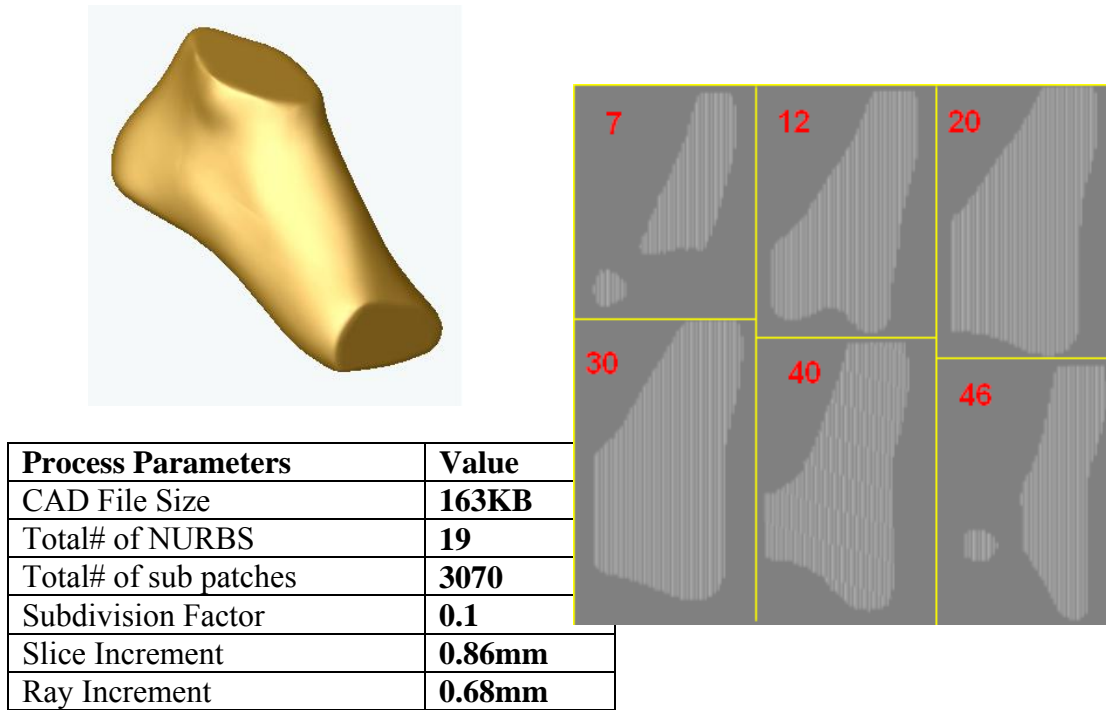 7 12 20
30 40 46
Process Parameters Value
CAD File Size 163KB
Total# of NURBS 19
Total# of sub patches 3070
Subdivision Factor 0.1
Slice Increment 0.86mm
Ray Increment 0.68mm